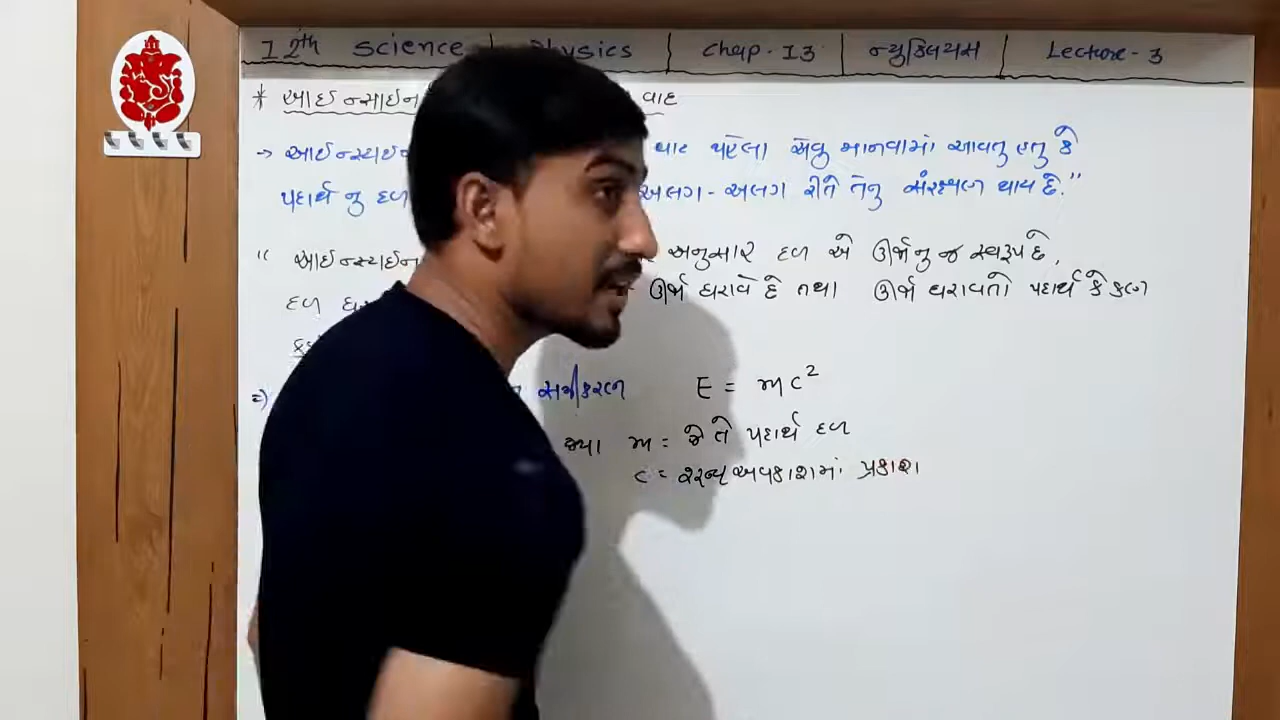 12th Science | Physics | Chap. 13 | ન્યુક્લિયસ | Lecture - 3
* આઇન્સ્ટાઇન વાદ
→ આઇન્સ્ટાઇન વાદ પહેલા એવુ માનવામાં આવતુ હતુ કે
પદાર્થ નુ દળ અલગ - અલગ રીતે તેનુ સંરક્ષણ થાય છે."
" આઇન્સ્ટાઇન અનુસાર દળ એ ઊર્જાનુ જ સ્વરૂપ છે,
દળ ઊર્જા ધરાવે છે તથા ઊર્જા ધરાવતો પદાર્થ કે કણ
⇒ સમીકરણ E = mc²
જ્યા m = જે તે પદાર્થ દળ
c = શૂન્યઅવકાશમાં પ્રકાશ